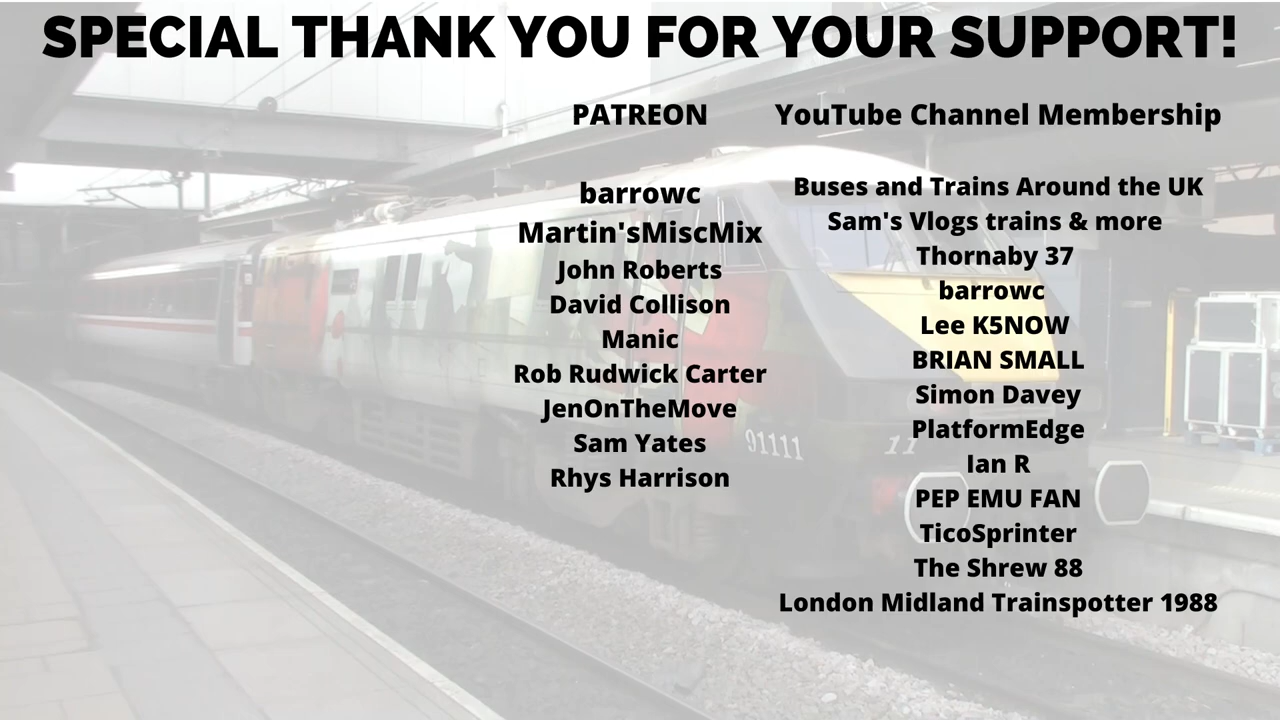 SPECIAL THANK YOU FOR YOUR SUPPORT!
PATREON
barrowc
Martin'sMiscMix
John Roberts
David Collison
Manic
Rob Rudwick Carter
JenOnTheMove
Sam Yates
Rhys Harrison
YouTube Channel Membership
Buses and Trains Around the UK
Sam's Vlogs trains & more
Thornaby 37
barrowc
Lee K5NOW
BRIAN SMALL
Simon Davey
PlatformEdge
Ian R
PEP EMU FAN
TicoSprinter
The Shrew 88
London Midland Trainspotter 1988
91111
11